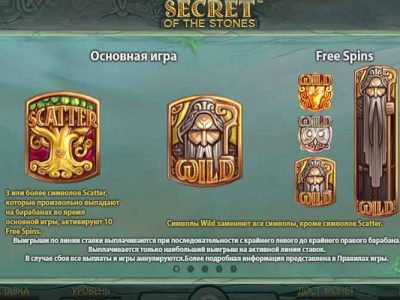 SECRET
OF THE STONES
Основная игра
Free Spins
SCATTER
WILD
WILD
WILD
WILD
WILD
3 или более символов Scatter,
которые произвольно выпадают
на барабанах во время
основной игры, активируют 10
Free Spins.
Символы Wild заменяют все символы, кроме символов Scatter.
Выигрыши по линии ставки выплачиваются при последовательности с крайнего левого до крайнего правого барабана.
Выплачивается только наибольший выигрыш на активной линии ставок.
В случае сбоя все выплаты и игры аннулируются.Более подробная информация представлена в Правилах игры.
СТАВКА УРОВЕНЬ ДОСТ. МОНЕТ